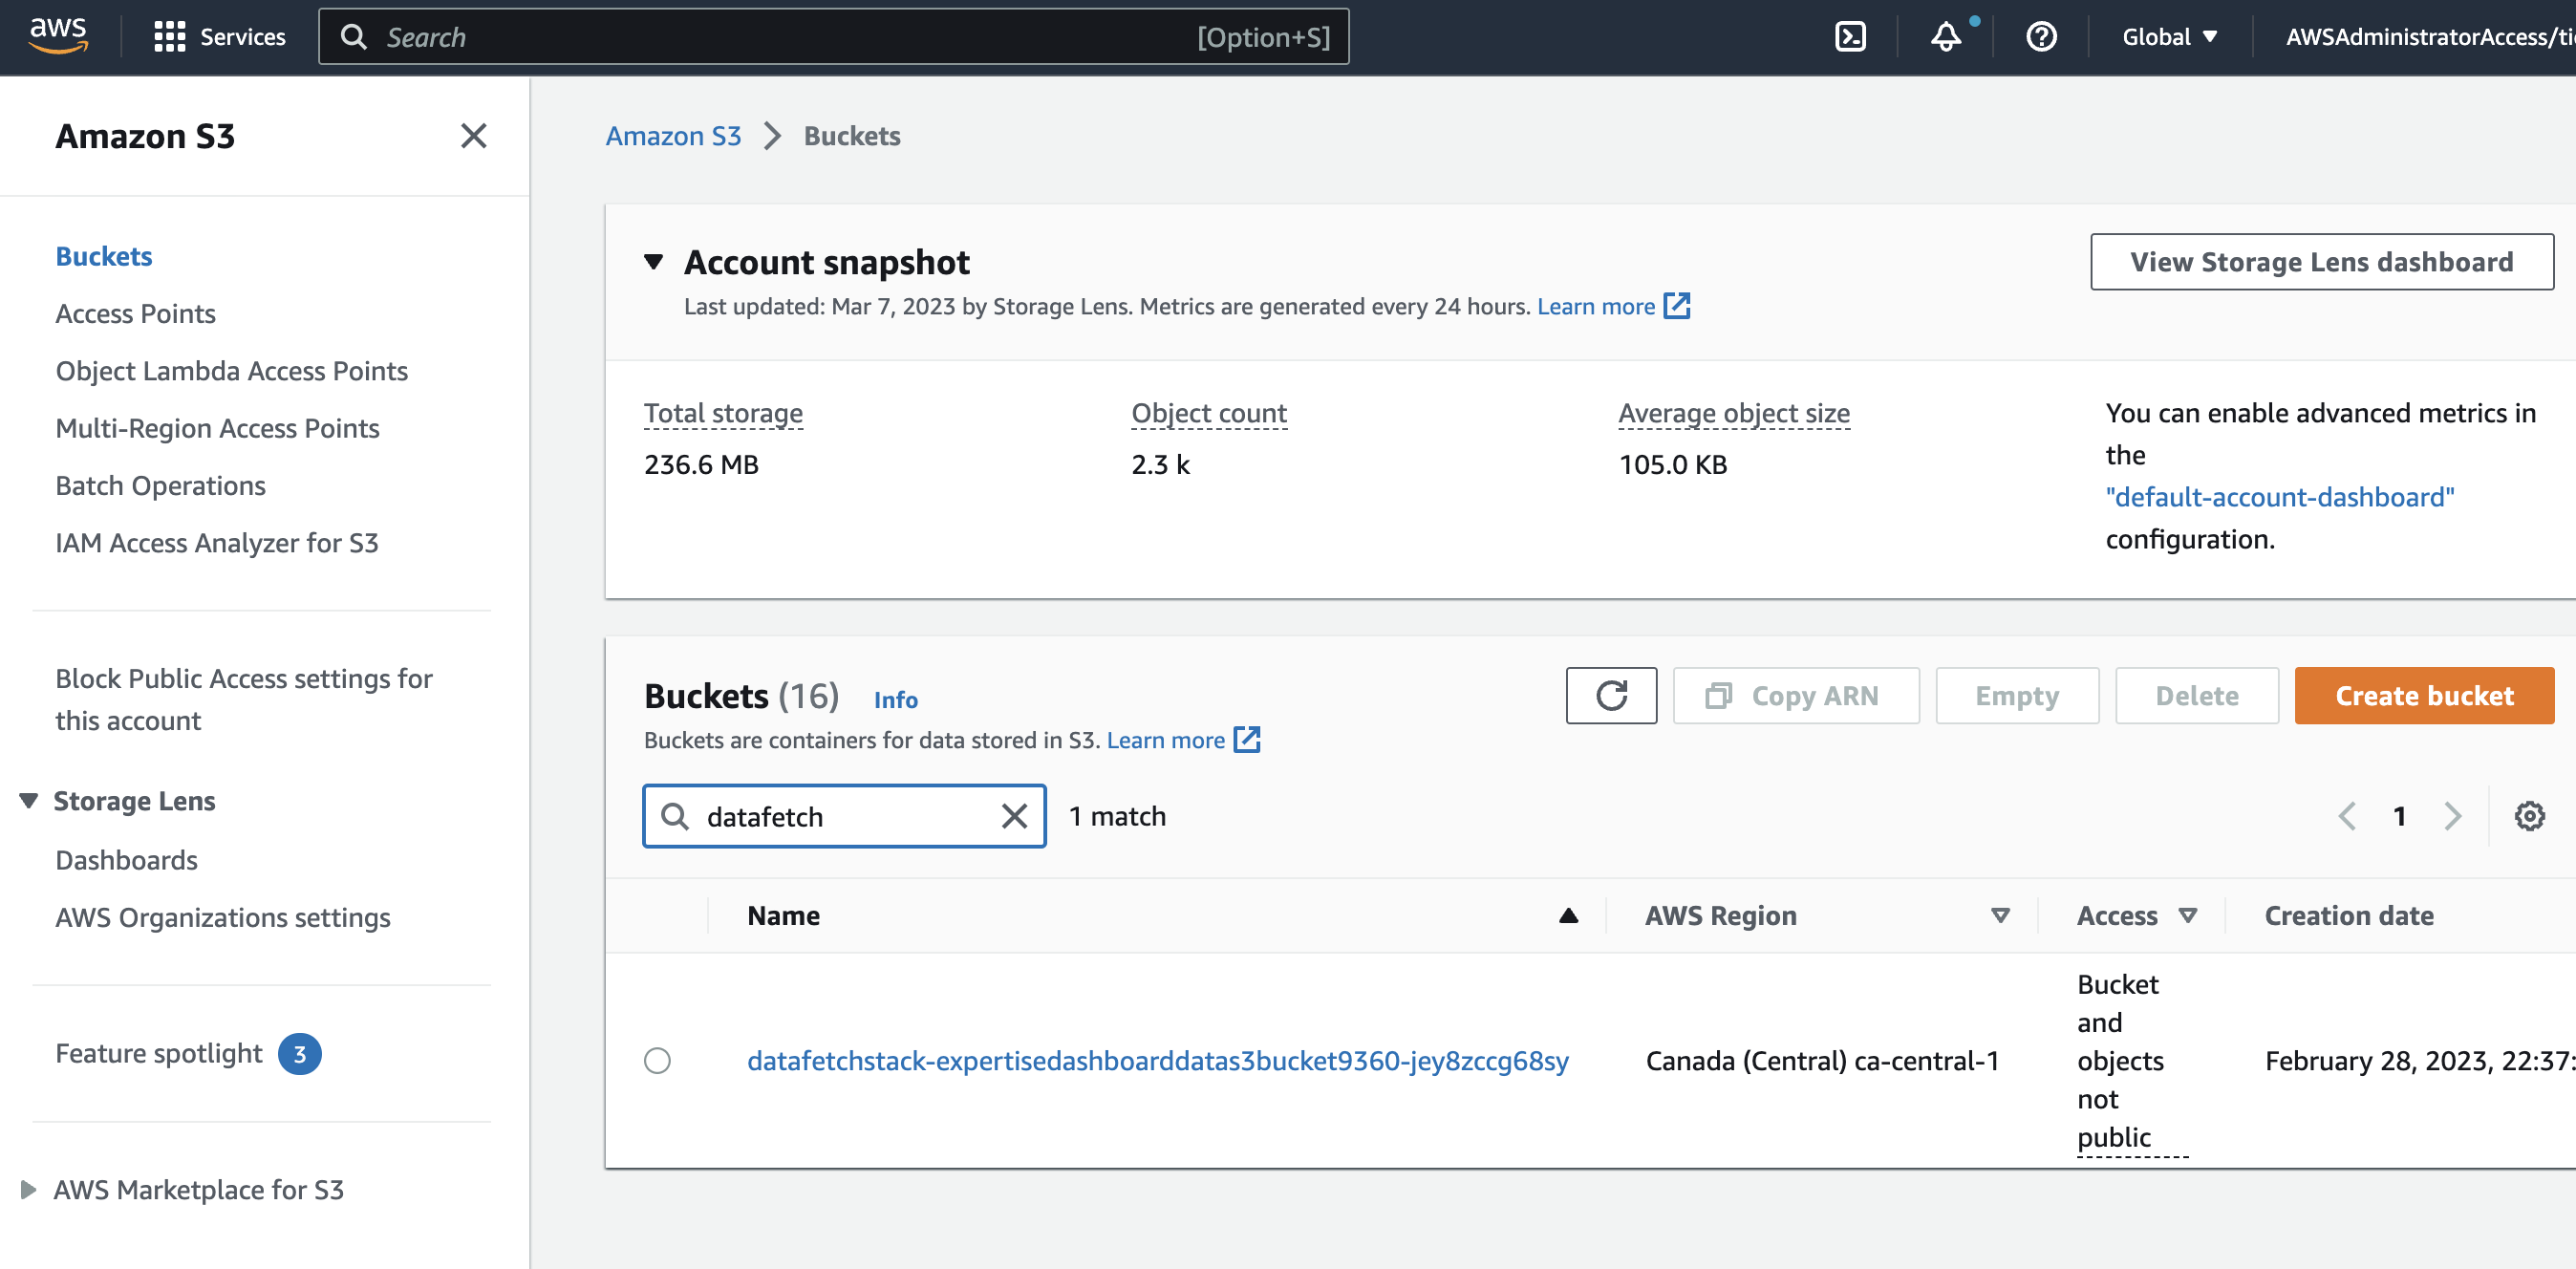 aws
Services
Search
[Option+S]
Global
AWSAdministratorAccess/ti
Amazon S3
Buckets
Access Points
Object Lambda Access Points
Multi-Region Access Points
Batch Operations
IAM Access Analyzer for S3
Block Public Access settings for
this account
Storage Lens
Dashboards
AWS Organizations settings
Feature spotlight 3
AWS Marketplace for S3
Amazon S3
Buckets
Account snapshot
Last updated: Mar 7, 2023 by Storage Lens. Metrics are generated every 24 hours. Learn more
View Storage Lens dashboard
Total storage
236.6 MB
Object count
2.3 k
Average object size
105.0 KB
You can enable advanced metrics in
the
"default-account-dashboard"
configuration.
Buckets (16) Info
Buckets are containers for data stored in S3. Learn more
Copy ARN
Empty
Delete
Create bucket
datafetch
1 match
1
Name
AWS Region
Access
Creation date
datafetchstack-expertisedashboarddatas3bucket9360-jey8zccg68sy
Canada (Central) ca-central-1
Bucket
and
objects
not
public
February 28, 2023, 22:37: